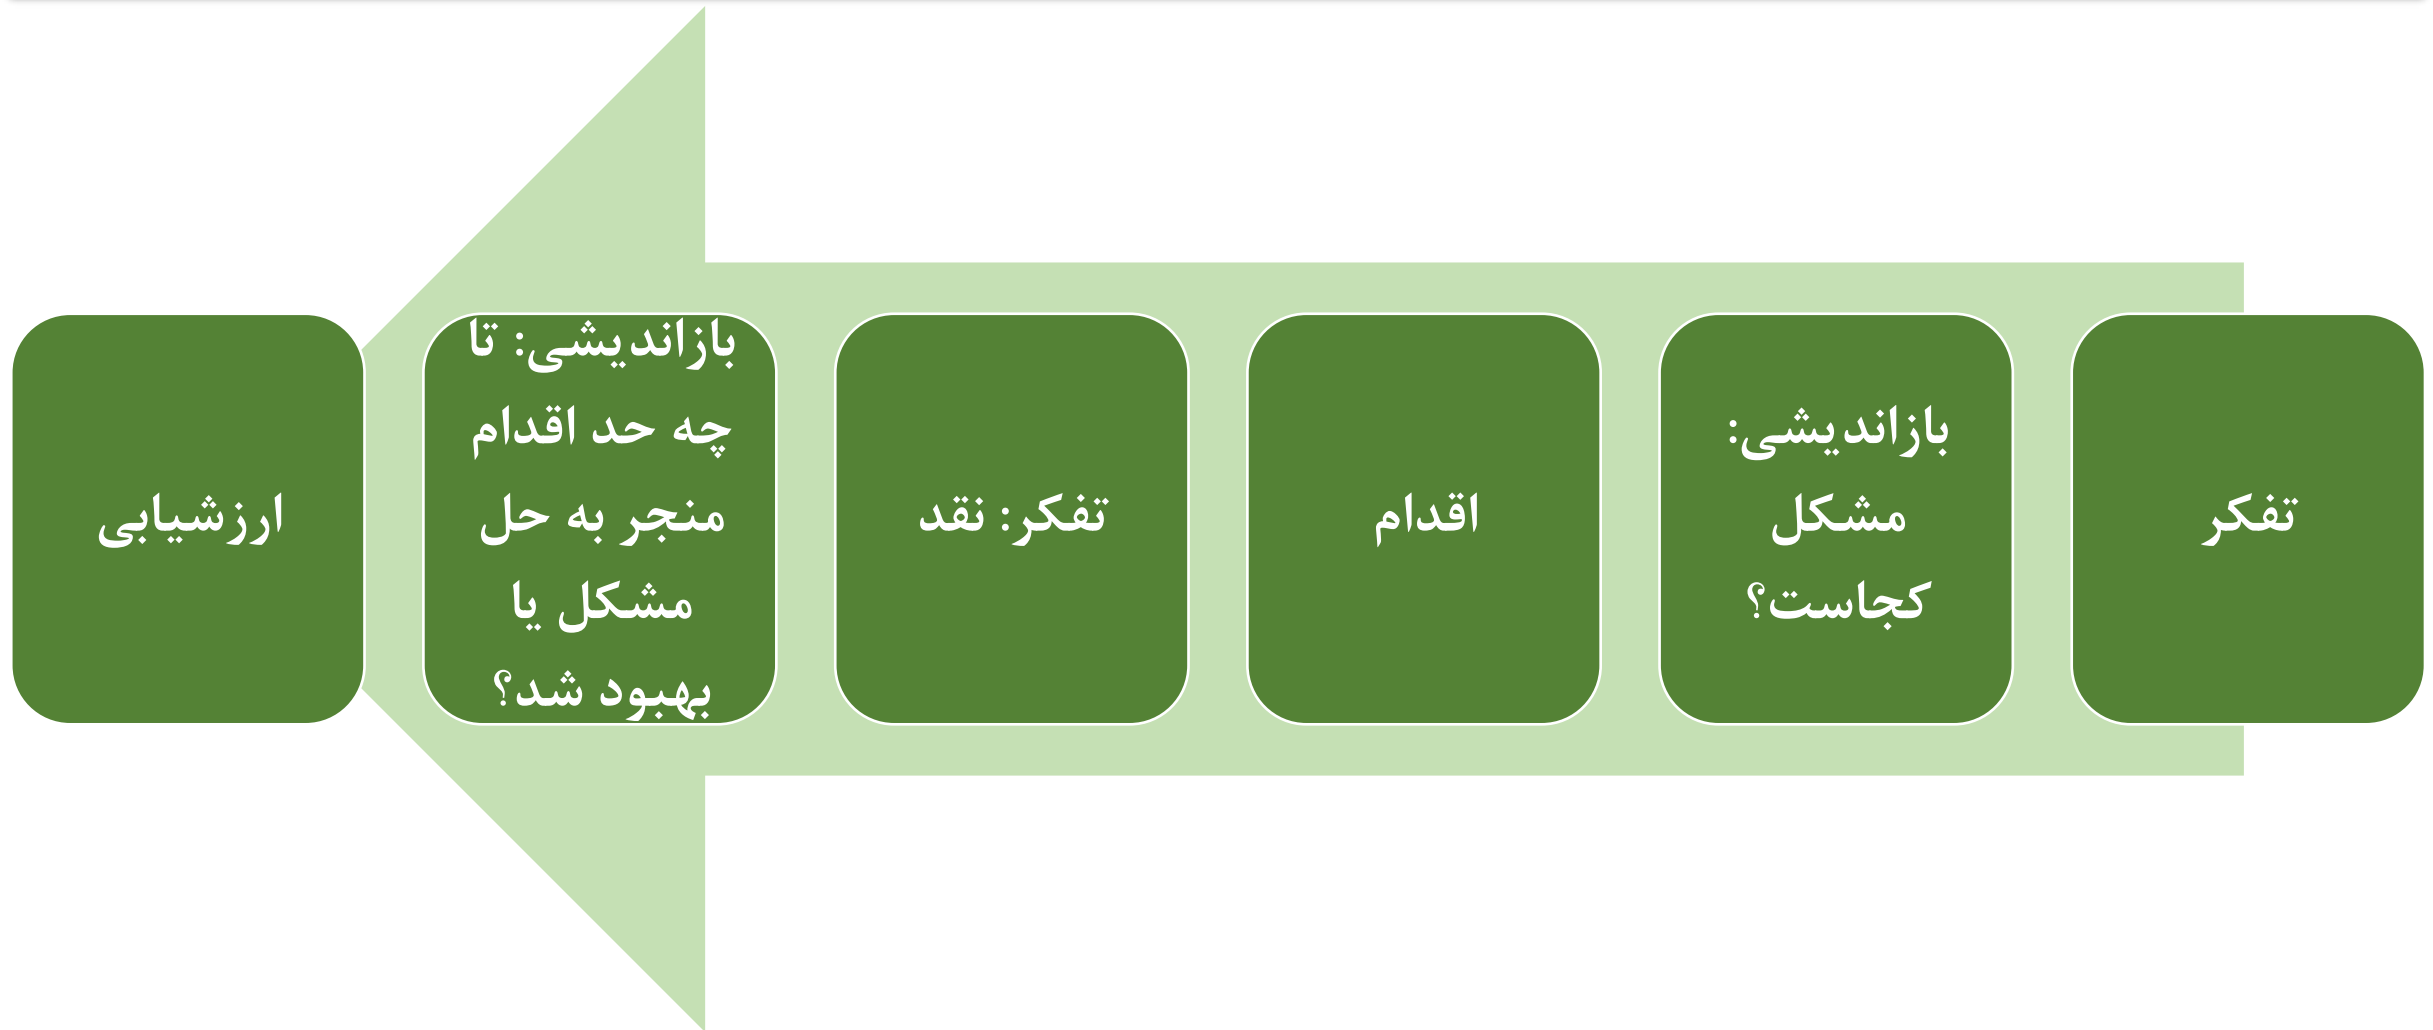 تفکر
بازاندیشی:
مشکل
کجاست؟
اقدام
تفکر: نقد
بازاندیشی: تا
چه حد اقدام
منجر به حل
مشکل یا
بهبود شد؟
ارزشیابی